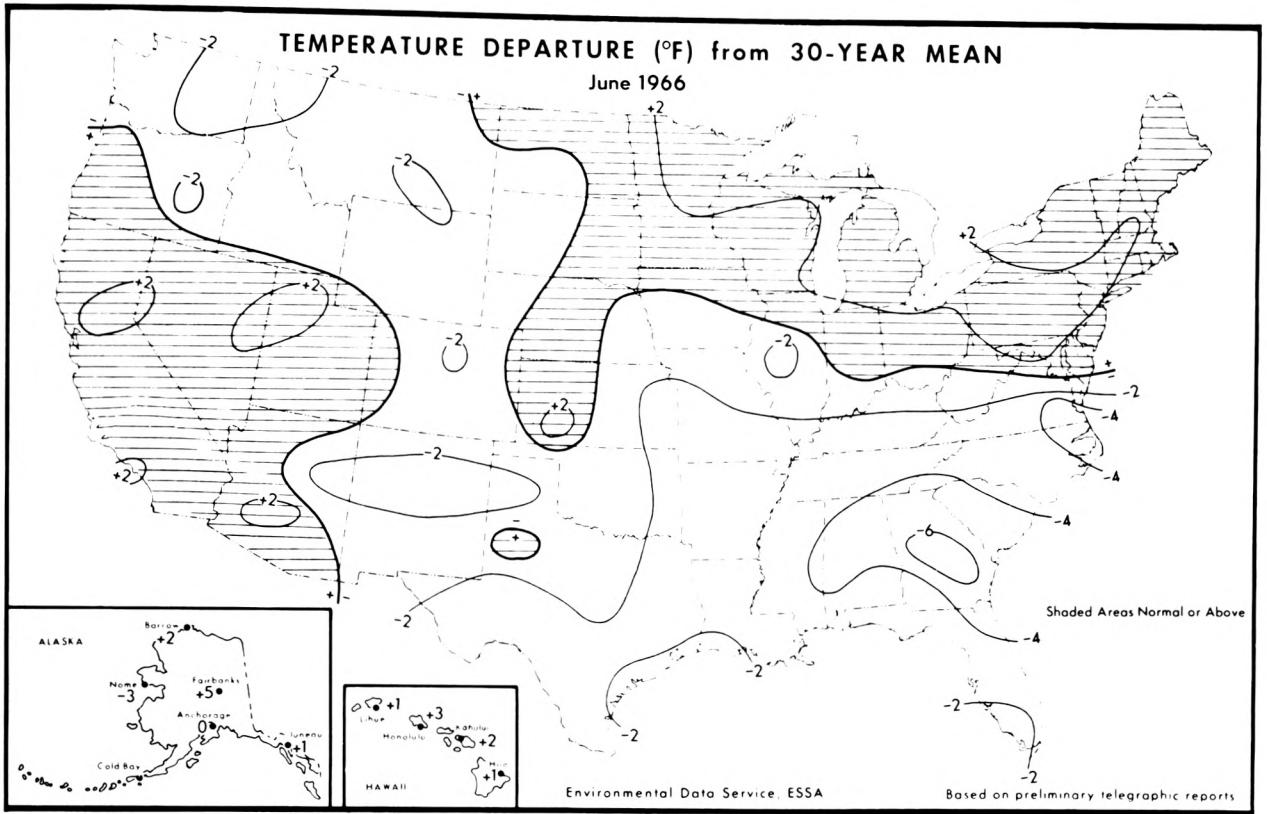 TEMPERATURE DEPARTURE (°F) from 30-YEAR MEAN
June 1966
-2
-2
+2
+
+
-
-2
-2
+2
+2
+2
-2
-2
+
-
-2
+2
-4
+2
-2
-4
+2
-
+
-4
-6
+ -
-2
-4
-2
-2
-2
-2
Shaded Areas Normal or Above
ALASKA
Barrow
+2
Nome
-3
Fairbanks
+5
Anchorage
0
Juneau
+1
Cold Bay
+1
Lihue
+3
Honolulu
Kahului
+2
Hilo
+1
HAWAII
Environmental Data Service, ESSA
Based on preliminary telegraphic reports